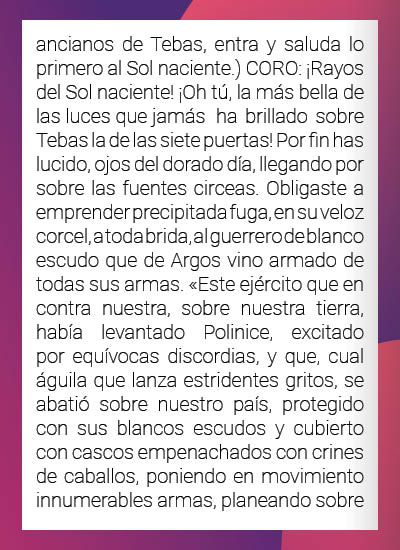 ancianos de Tebas, entra y saluda lo
primero al Sol naciente.) CORO: ¡Rayos
del Sol naciente! ¡Oh tú, la más bella de
las luces que jamás ha brillado sobre
Tebas la de las siete puertas! Por fin has
lucido, ojos del dorado día, llegando por
sobre las fuentes circeas. Obligaste a
emprender precipitada fuga, en su veloz
corcel, a toda brida, al guerrero de blanco
escudo que de Argos vino armado de
todas sus armas. «Este ejército que en
contra nuestra, sobre nuestra tierra,
había levantado Polinice, excitado
por equívocas discordias, y que, cual
águila que lanza estridentes gritos, se
abatió sobre nuestro país, protegido
con sus blancos escudos y cubierto
con cascos empenachados con crines
de caballos, poniendo en movimiento
innumerables armas, planeando sobre